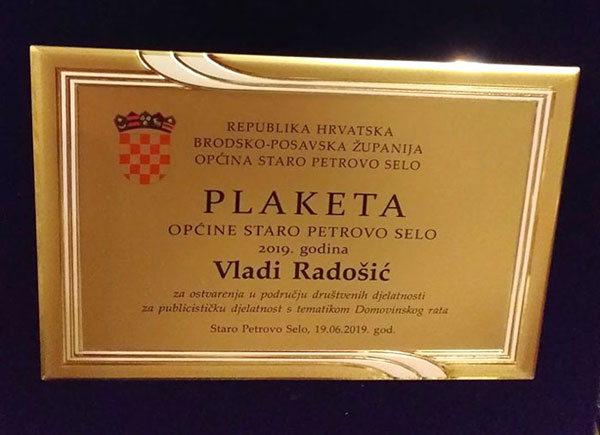 REPUBLIKA HRVATSKA
BRODSKO-POSAVSKA ŽUPANIJA
OPĆINA STARO PETROVO SELO
PLAKETA
OPĆINE STARO PETROVO SELO
2019. godina
Vladi Radošić
za ostvarenja u području društvenih djelatnosti
za publicističku djelatnost s tematikom Domovinskog rata
Staro Petrovo Selo, 19.06.2019. god.